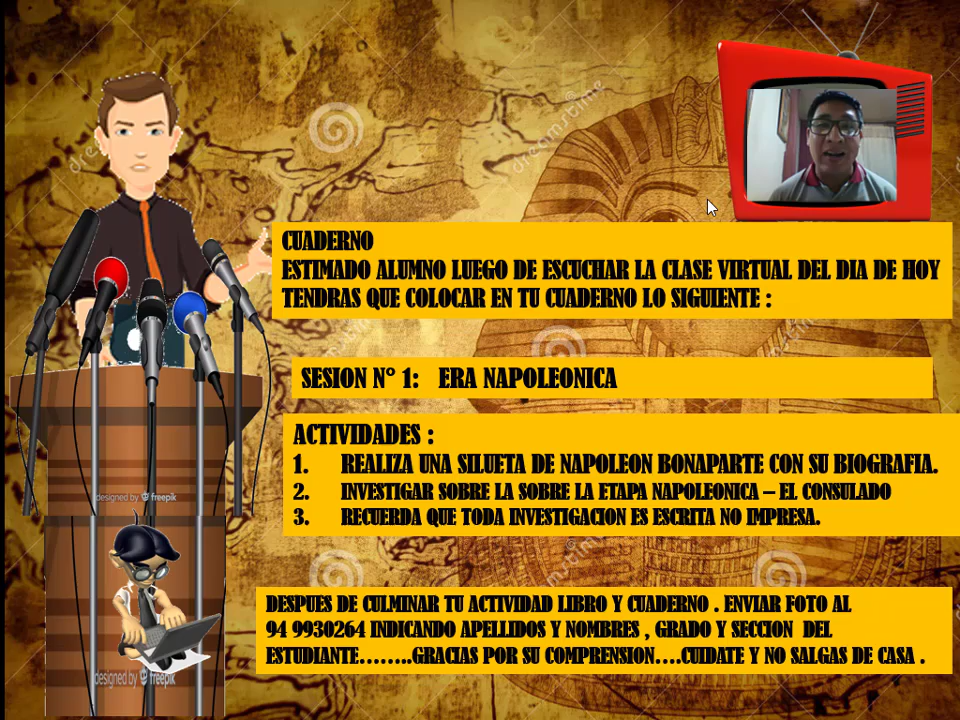 CUADERNO
ESTIMADO ALUMNO LUEGO DE ESCUCHAR LA CLASE VIRTUAL DEL DIA DE HOY
TENDRAS QUE COLOCAR EN TU CUADERNO LO SIGUIENTE :
SESION N° 1: ERA NAPOLEONICA
ACTIVIDADES :
1. REALIZA UNA SILUETA DE NAPOLEON BONAPARTE CON SU BIOGRAFIA.
2. INVESTIGAR SOBRE LA SOBRE LA ETAPA NAPOLEONICA – EL CONSULADO
3. RECUERDA QUE TODA INVESTIGACION ES ESCRITA NO IMPRESA.
designed by freepik
DESPUES DE CULMINAR TU ACTIVIDAD LIBRO Y CUADERNO . ENVIAR FOTO AL
94 9930264 INDICANDO APELLIDOS Y NOMBRES , GRADO Y SECCION DEL
ESTUDIANTE……..GRACIAS POR SU COMPRENSION….CUIDATE Y NO SALGAS DE CASA .
designed by freepik
dreamstime